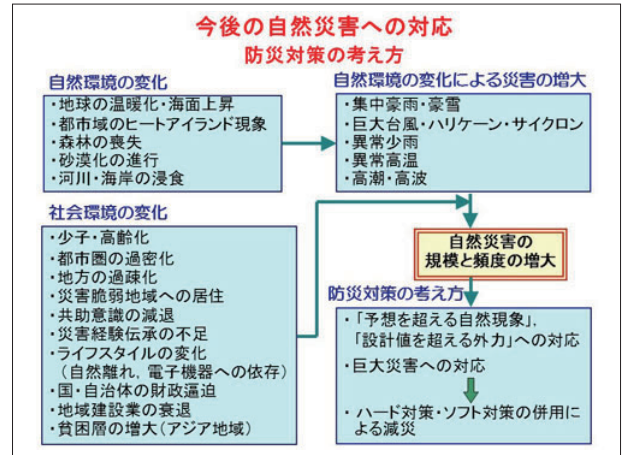 今後の自然災害への対応
防災対策の考え方
自然環境の変化
・地球の温暖化・海面上昇
・都市域のヒートアイランド現象
・森林の喪失
・砂漠化の進行
・河川・海岸の浸食
自然環境の変化による災害の増大
・集中豪雨・豪雪
・巨大台風・ハリケーン・サイクロン
・異常少雨
・異常高温
・高潮・高波
社会環境の変化
・少子・高齢化
・都市圏の過密化
・地方の過疎化
・災害脆弱地域への居住
・共助意識の減退
・災害経験伝承の不足
・ライフスタイルの変化
（自然離れ，電子機器への依存）
・国・自治体の財政逼迫
・地域建設業の衰退
・貧困層の増大（アジア地域）
自然災害の
規模と頻度の増大
防災対策の考え方
・「予想を超える自然現象」，
「設計値を超える外力」への対応
・巨大災害への対応
・ハード対策・ソフト対策の併用に
よる減災